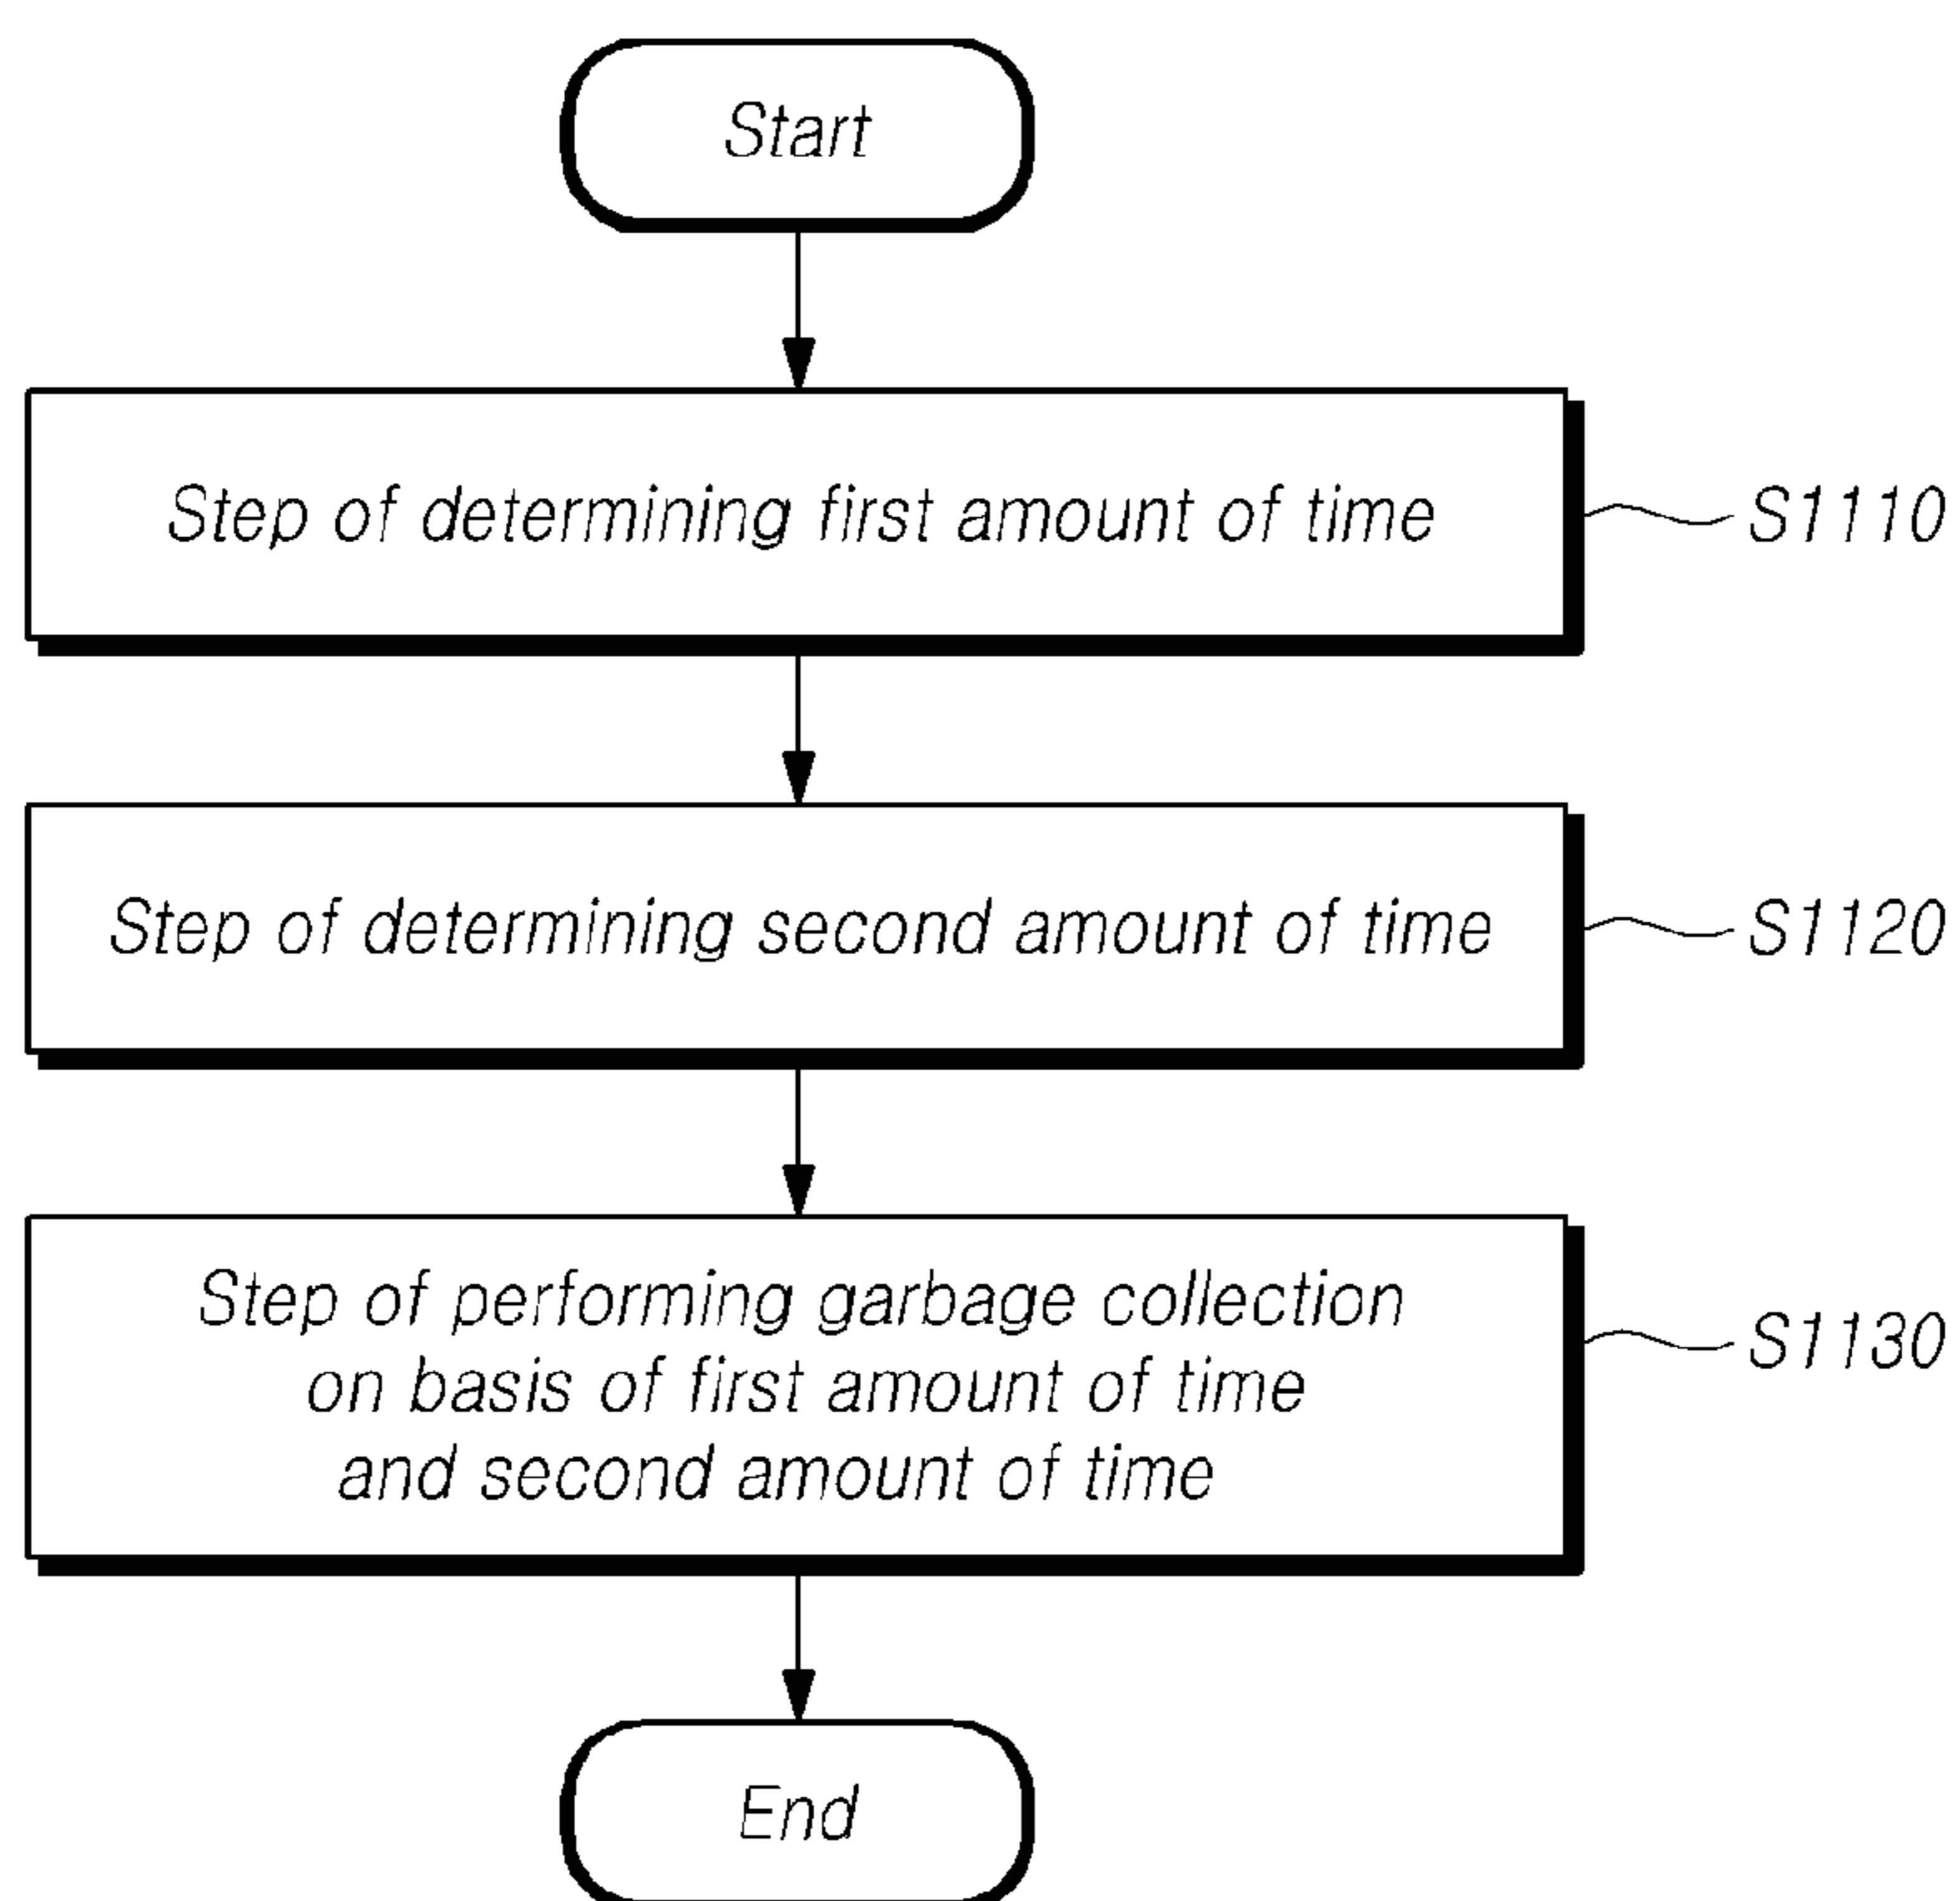 Start
Step of determining first amount of time
S1110
Step of determining second amount of time
S1120
Step of performing garbage collection
on basis of first amount of time
and second amount of time
S1130
End